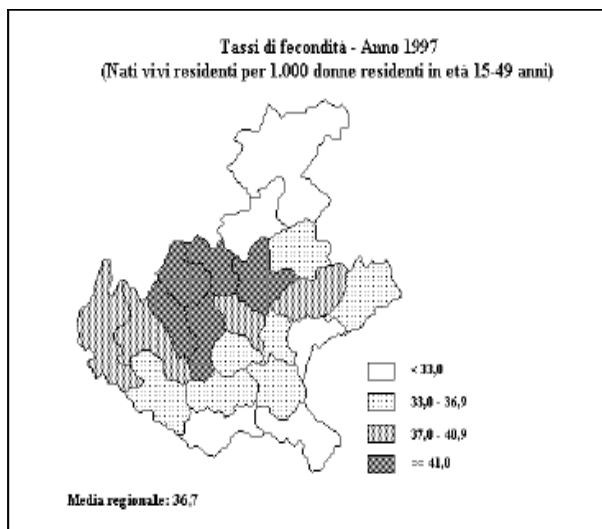 Tassi di fecondità - Anno 1997
(Nati vivi residenti per 1.000 donne residenti in età 15-49 anni)
< 33,0
33,0 - 36,9
37,0 - 40,9
>= 41,0
Media regionale: 36,7